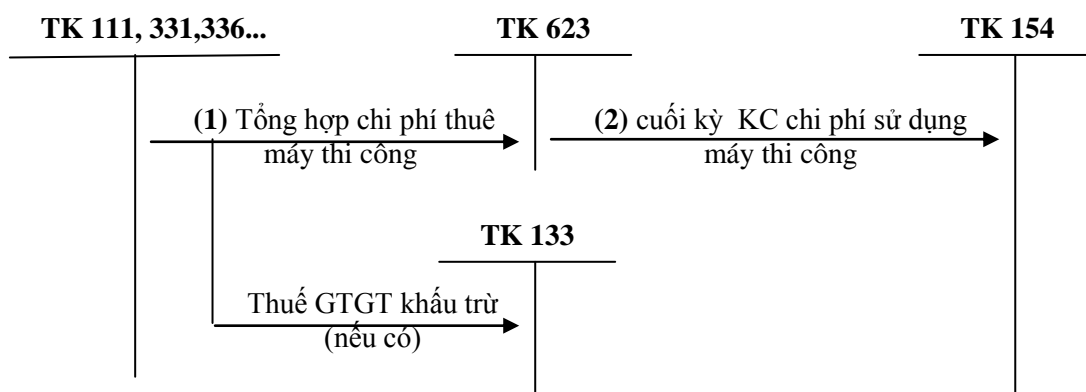 TK 111, 331,336...
TK 623
TK 154
(1) Tổng hợp chi phí thuê
máy thi công
(2) cuối kỳ KC chi phí sử dụng
máy thi công
TK 133
Thuế GTGT khấu trừ
(nếu có)